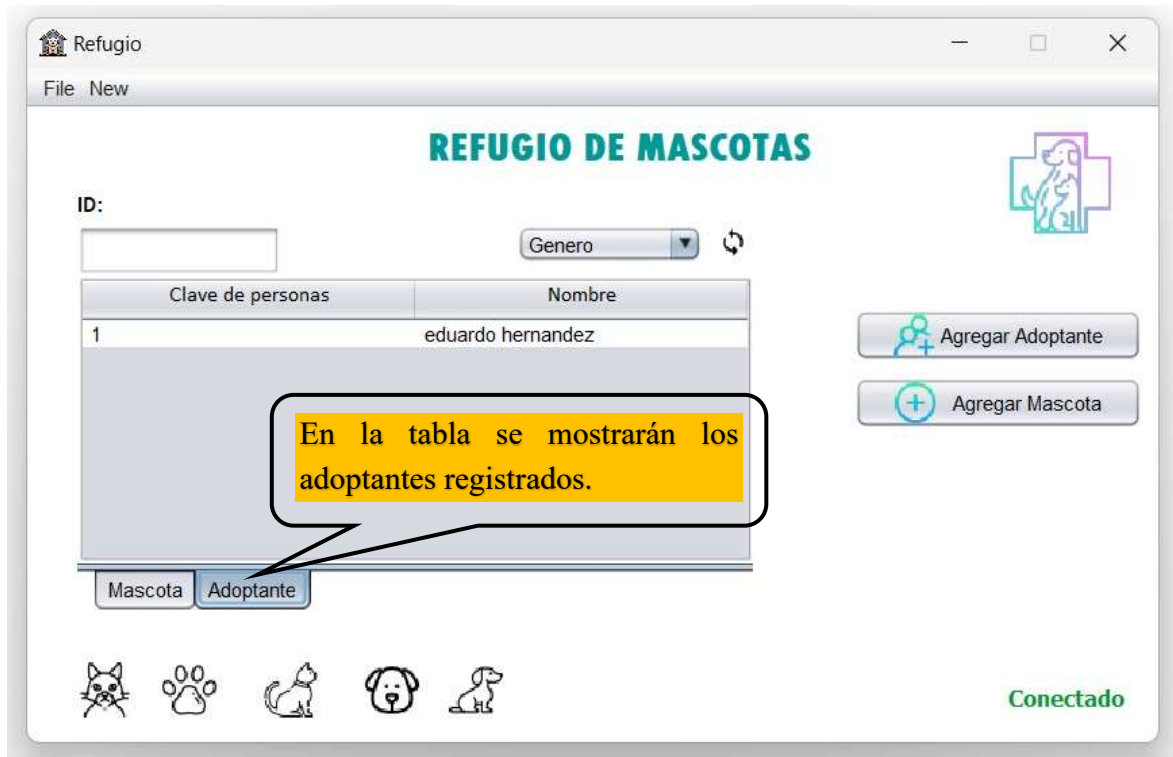 Refugio
File New
REFUGIO DE MASCOTAS
ID:
Genero
Clave de personas Nombre
1 eduardo hernandez
Agregar Adoptante
Agregar Mascota
En la tabla se mostrarán los
adoptantes registrados.
Mascota Adoptante
Conectado